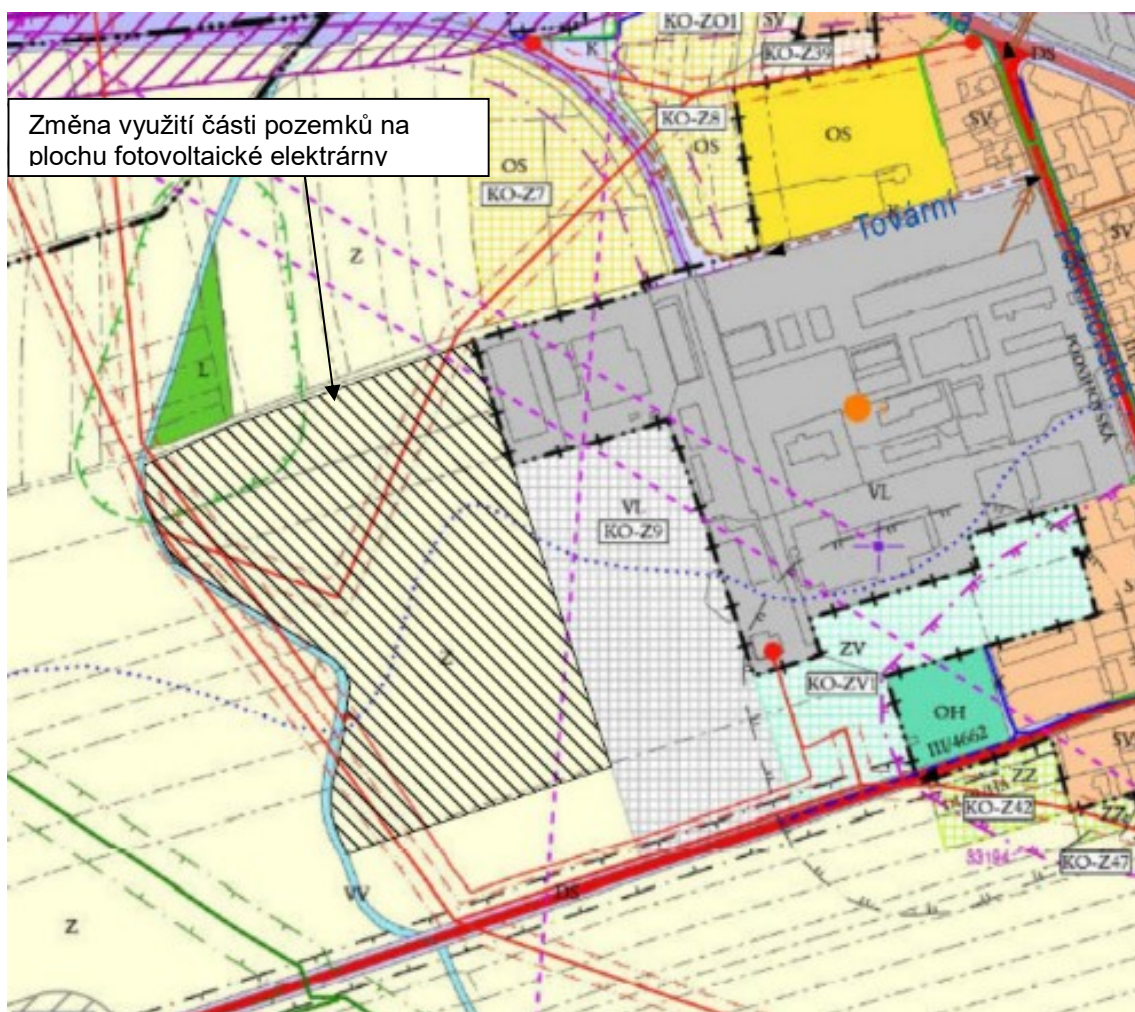 KO-ZO1
SV
KO-Z39
K
DS
Změna využití části pozemků na
plochu fotovoltaické elektrárny
KO-Z8
OS
OS
SV
OS
KO-Z7
Tovární
SV
Z
L
VL
VL
KO-Z9
Z
ZV
KO-ZV1
OH
III/4662
SV
ZZ
KO-Z42
KO-Z47
VV
DS
Z